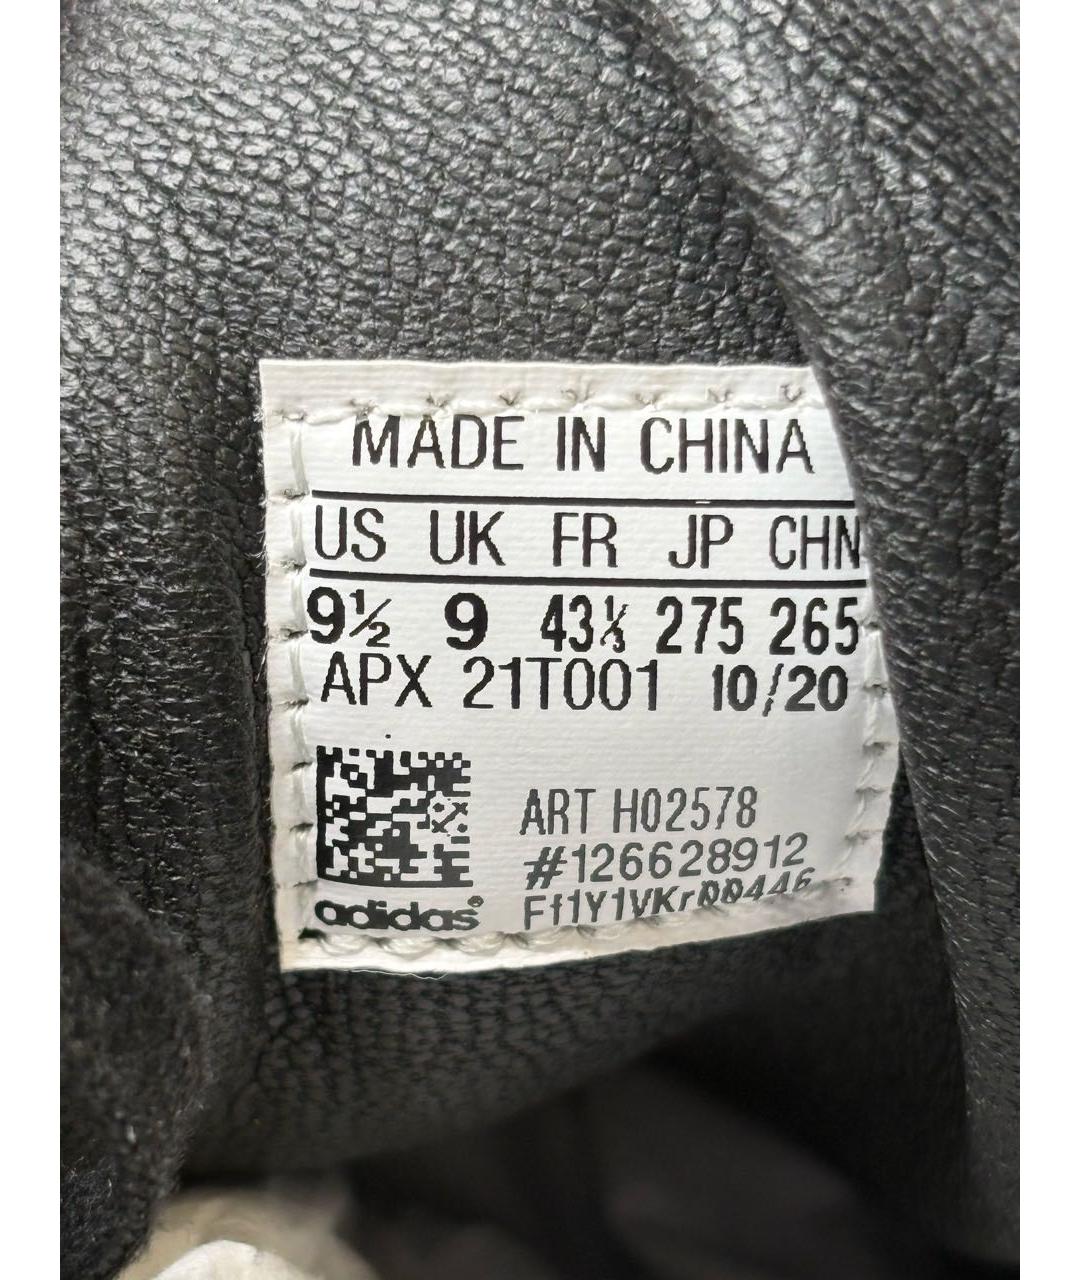 MADE IN CHINA
US UK FR JP CHN
9½ 9 43⅓ 275 265
APX 21T001 10/20
ART H02578
#126628912
adidas®